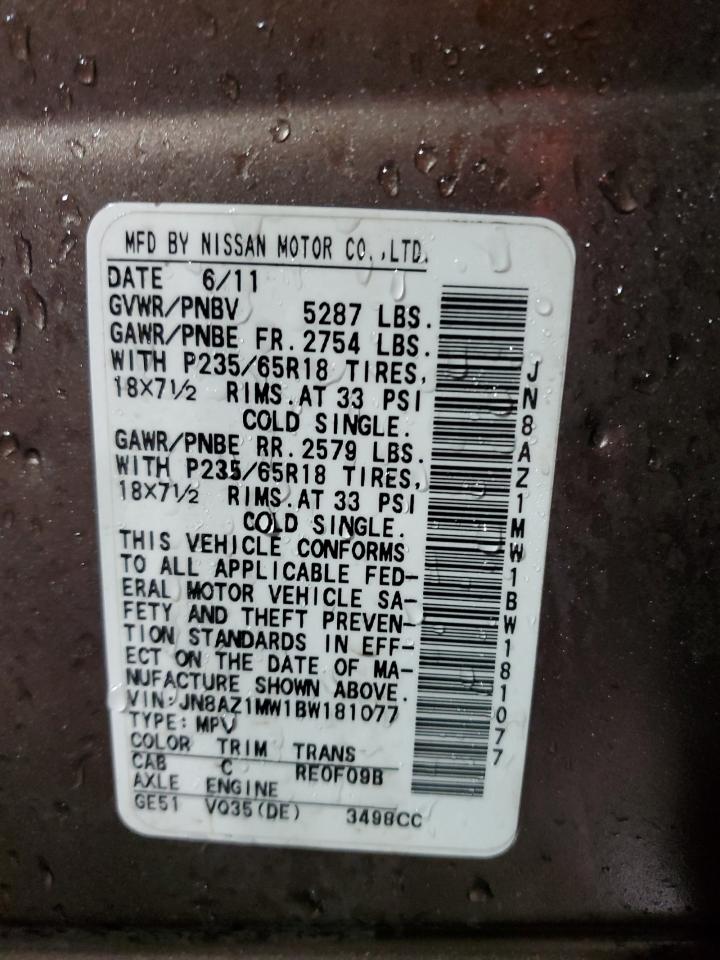 MFD BY NISSAN MOTOR CO.,LTD.
DATE 6/11
GVWR/PNBV 5287 LBS.
GAWR/PNBE FR. 2754 LBS.
WITH P235/65R18 TIRES,
18X7½ RIMS. AT 33 PSI
COLD SINGLE.
GAWR/PNBE RR. 2579 LBS.
WITH P235/65R18 TIRES,
18X7½ RIMS. AT 33 PSI
COLD SINGLE.
THIS VEHICLE CONFORMS
TO ALL APPLICABLE FED-
ERAL MOTOR VEHICLE SA-
FETY AND THEFT PREVEN-
TION STANDARDS IN EFF-
ECT ON THE DATE OF MA-
NUFACTURE SHOWN ABOVE.
VIN:JN8AZ1MW1BW181077
TYPE: MPV
COLOR TRIM TRANS
CAB C RE0F09B
AXLE ENGINE
GE51 VQ35(DE) 3498CC
JN8AZ1MW1BW181077